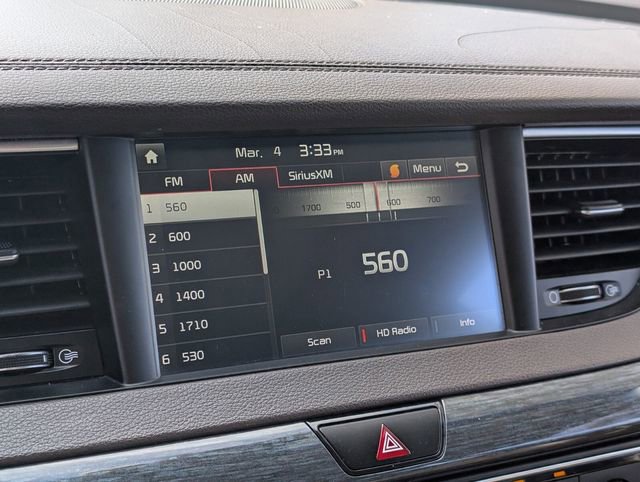 Mar. 4 3:33 PM
Menu
FM AM SiriusXM
1700 500 600 700
1 560
2 600
3 1000
4 1400
5 1710
6 530
P1 560
Scan HD Radio Info